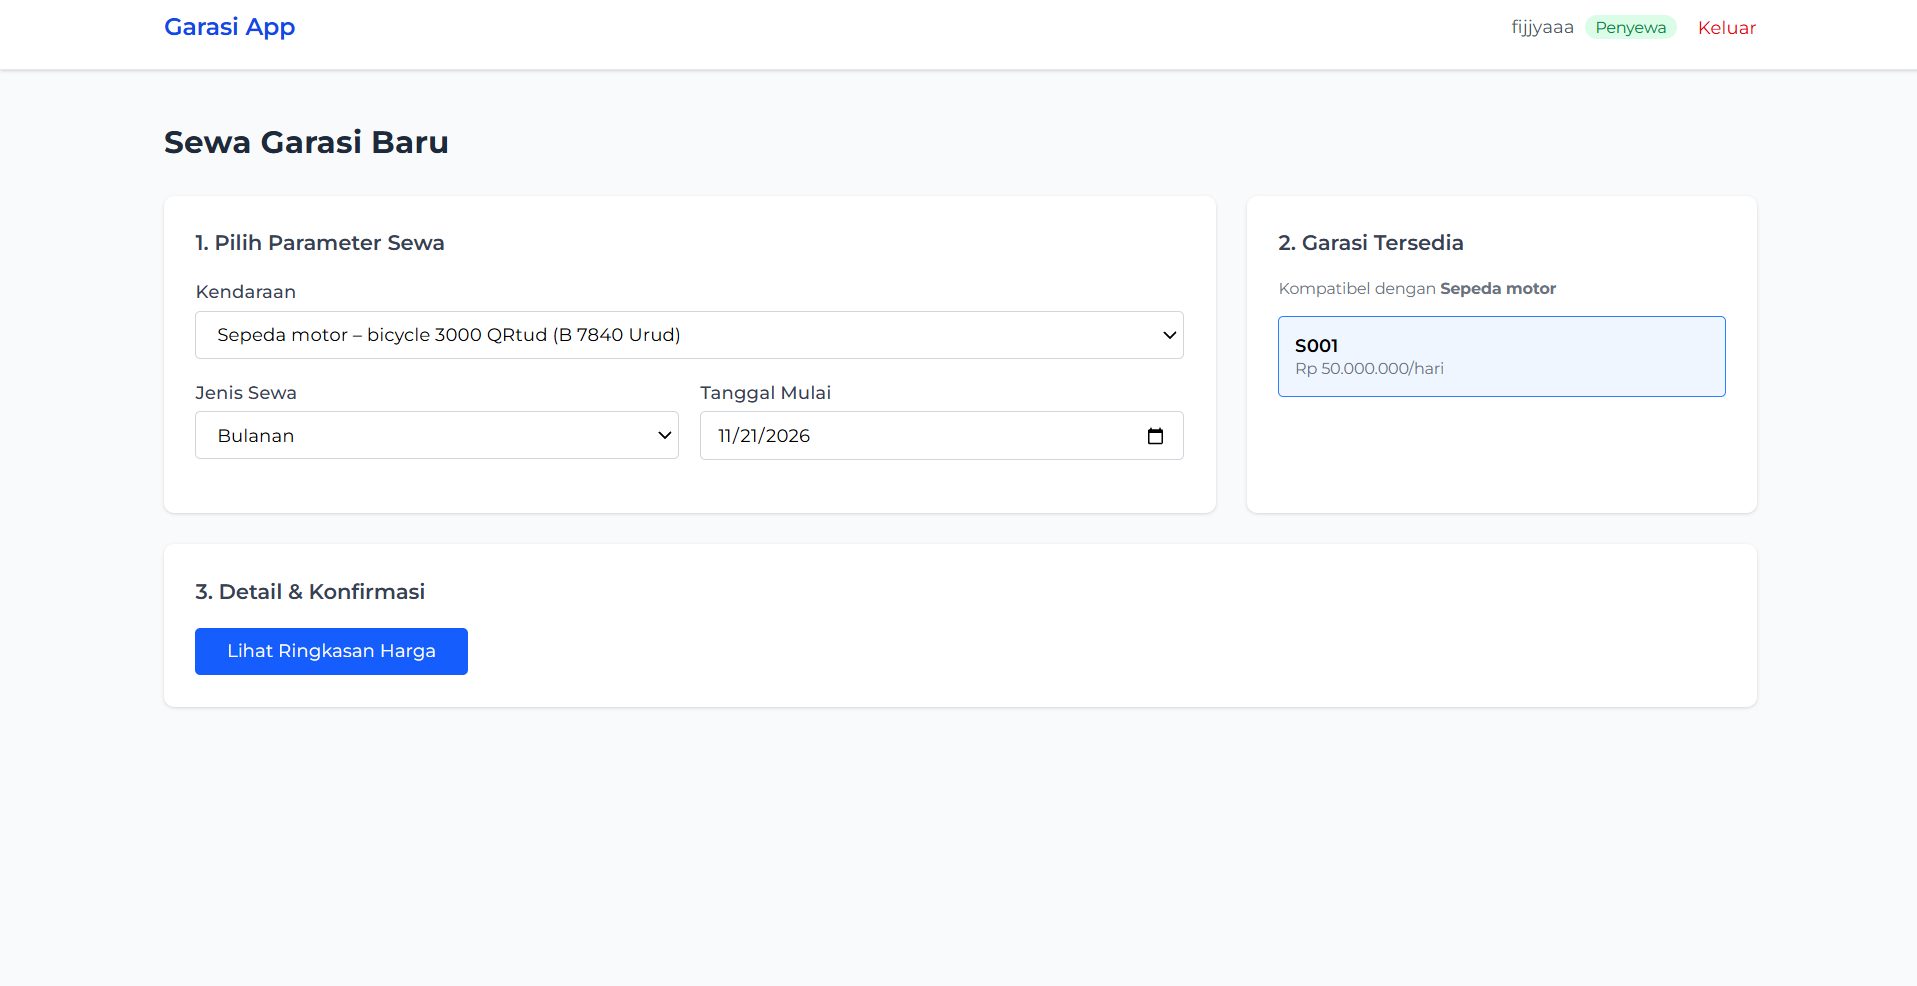 Garasi App
fijjyaaa Penyewa Keluar
Sewa Garasi Baru
1. Pilih Parameter Sewa
Kendaraan
Sepeda motor – bicycle 3000 QRtud (B 7840 Urud)
Jenis Sewa
Bulanan
Tanggal Mulai
11/21/2026
2. Garasi Tersedia
Kompatibel dengan Sepeda motor
S001
Rp 50.000.000/hari
3. Detail & Konfirmasi
Lihat Ringkasan Harga